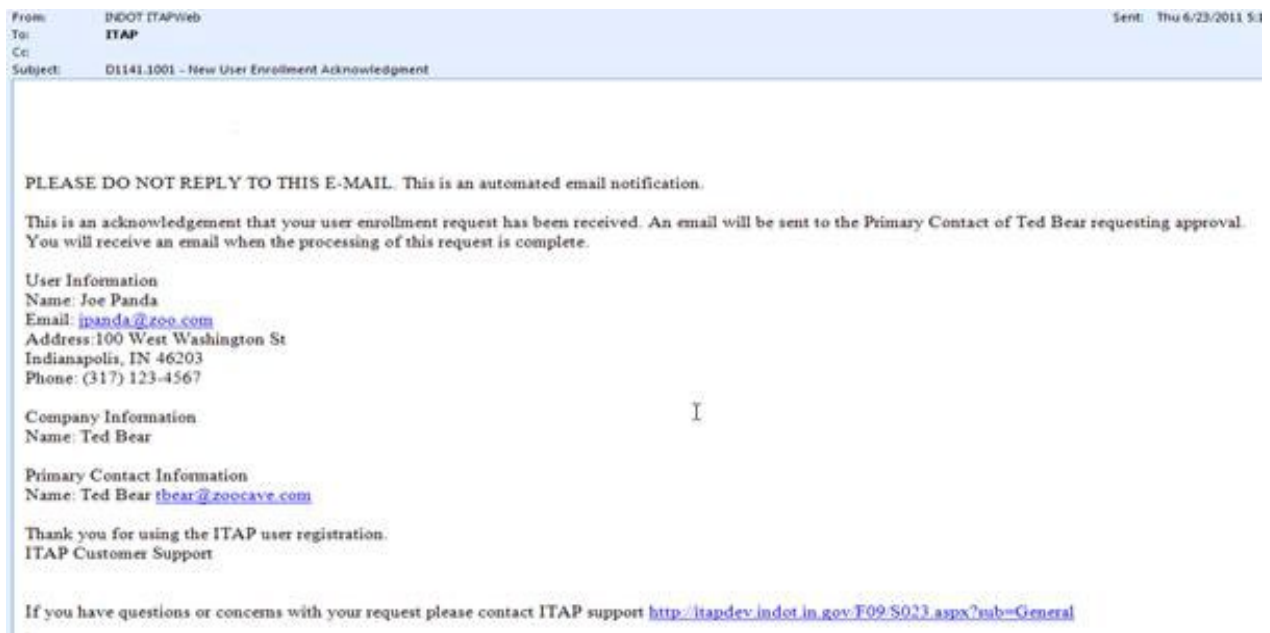 From: INDOT ITAPWeb Sent: Thu 6/23/2011 5:1
To: ITAP
Cc:
Subject: D1141.1001 - New User Enrollment Acknowledgment
PLEASE DO NOT REPLY TO THIS E-MAIL. This is an automated email notification.
This is an acknowledgement that your user enrollment request has been received. An email will be sent to the Primary Contact of Ted Bear requesting approval.
You will receive an email when the processing of this request is complete.
User Information
Name: Joe Panda
Email: jpanda@zoo.com
Address:100 West Washington St
Indianapolis, IN 46203
Phone: (317) 123-4567
Company Information
Name: Ted Bear
Primary Contact Information
Name: Ted Bear tbear@zoocave.com
Thank you for using the ITAP user registration.
ITAP Customer Support
If you have questions or concerns with your request please contact ITAP support http://itapdev.indot.in.gov/F09/S023.aspx?sub=General